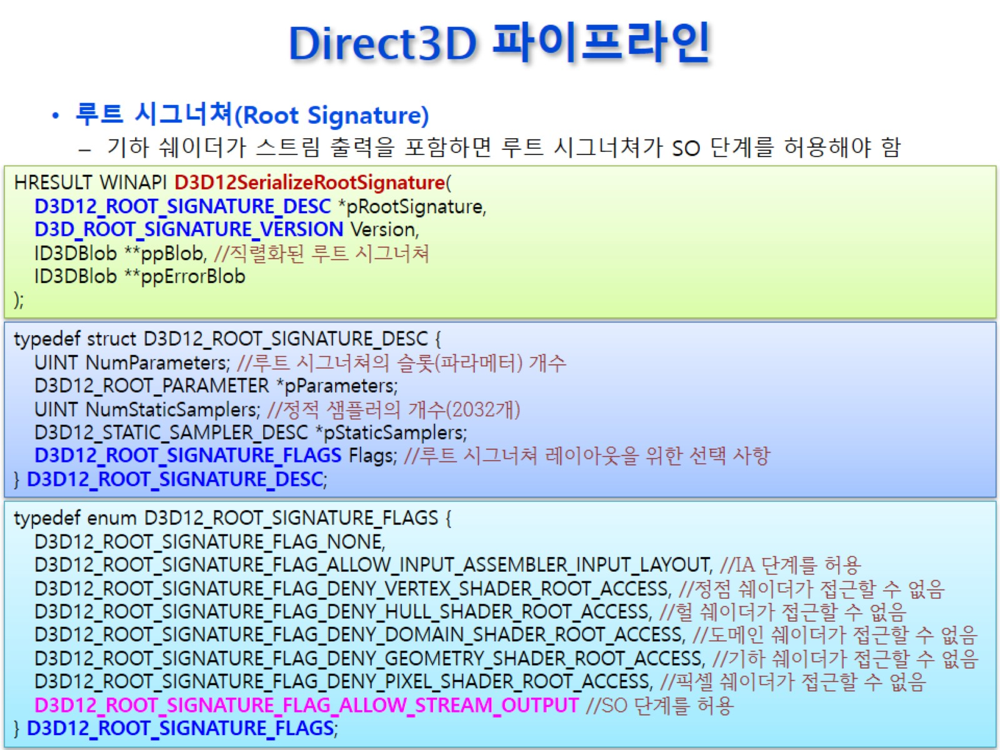 Direct3D 파이프라인
• 루트 시그너쳐(Root Signature)
– 기하 쉐이더가 스트림 출력을 포함하면 루트 시그너쳐가 SO 단계를 허용해야 함
HRESULT WINAPI D3D12SerializeRootSignature(
D3D12_ROOT_SIGNATURE_DESC *pRootSignature,
D3D_ROOT_SIGNATURE_VERSION Version,
ID3DBlob **ppBlob, //직렬화된 루트 시그너쳐
ID3DBlob **ppErrorBlob
);
typedef struct D3D12_ROOT_SIGNATURE_DESC {
UINT NumParameters; //루트 시그너쳐의 슬롯(파라메터) 개수
D3D12_ROOT_PARAMETER *pParameters;
UINT NumStaticSamplers; //정적 샘플러의 개수(2032개)
D3D12_STATIC_SAMPLER_DESC *pStaticSamplers;
D3D12_ROOT_SIGNATURE_FLAGS Flags; //루트 시그너쳐 레이아웃을 위한 선택 사항
} D3D12_ROOT_SIGNATURE_DESC;
typedef enum D3D12_ROOT_SIGNATURE_FLAGS {
D3D12_ROOT_SIGNATURE_FLAG_NONE,
D3D12_ROOT_SIGNATURE_FLAG_ALLOW_INPUT_ASSEMBLER_INPUT_LAYOUT, //IA 단계를 허용
D3D12_ROOT_SIGNATURE_FLAG_DENY_VERTEX_SHADER_ROOT_ACCESS, //정점 쉐이더가 접근할 수 없음
D3D12_ROOT_SIGNATURE_FLAG_DENY_HULL_SHADER_ROOT_ACCESS, //헐 쉐이더가 접근할 수 없음
D3D12_ROOT_SIGNATURE_FLAG_DENY_DOMAIN_SHADER_ROOT_ACCESS, //도메인 쉐이더가 접근할 수 없음
D3D12_ROOT_SIGNATURE_FLAG_DENY_GEOMETRY_SHADER_ROOT_ACCESS, //기하 쉐이더가 접근할 수 없음
D3D12_ROOT_SIGNATURE_FLAG_DENY_PIXEL_SHADER_ROOT_ACCESS, //픽셀 쉐이더가 접근할 수 없음
D3D12_ROOT_SIGNATURE_FLAG_ALLOW_STREAM_OUTPUT //SO 단계를 허용
} D3D12_ROOT_SIGNATURE_FLAGS;